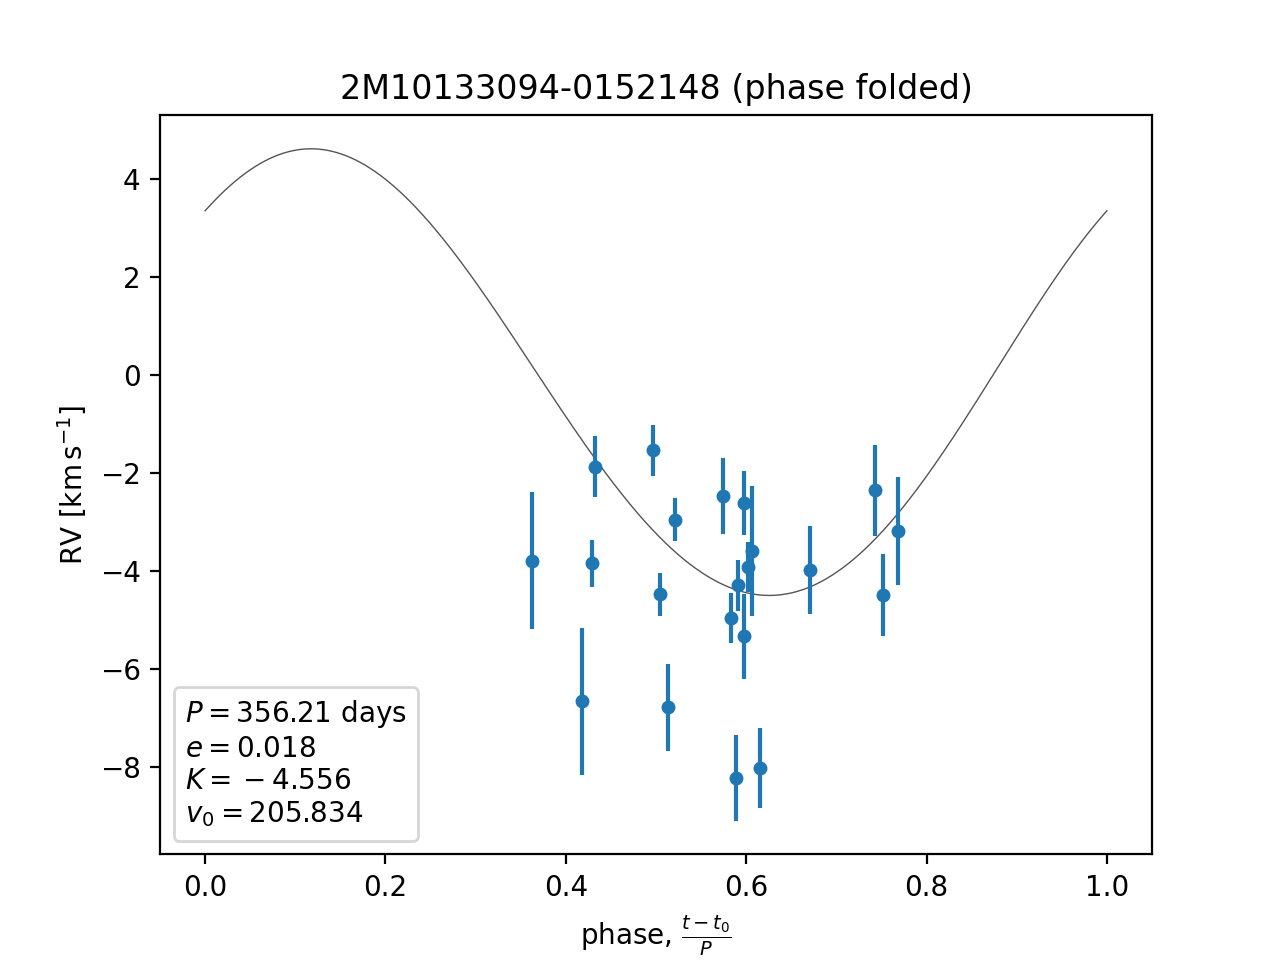 2M10133094-0152148 (phase folded)
4
2
0
−2
−4
−6
−8
RV [km s⁻¹]
P = 356.21 days
e = 0.018
K = −4.556
v₀ = 205.834
0.0 0.2 0.4 0.6 0.8 1.0
phase, (t − t₀)/P